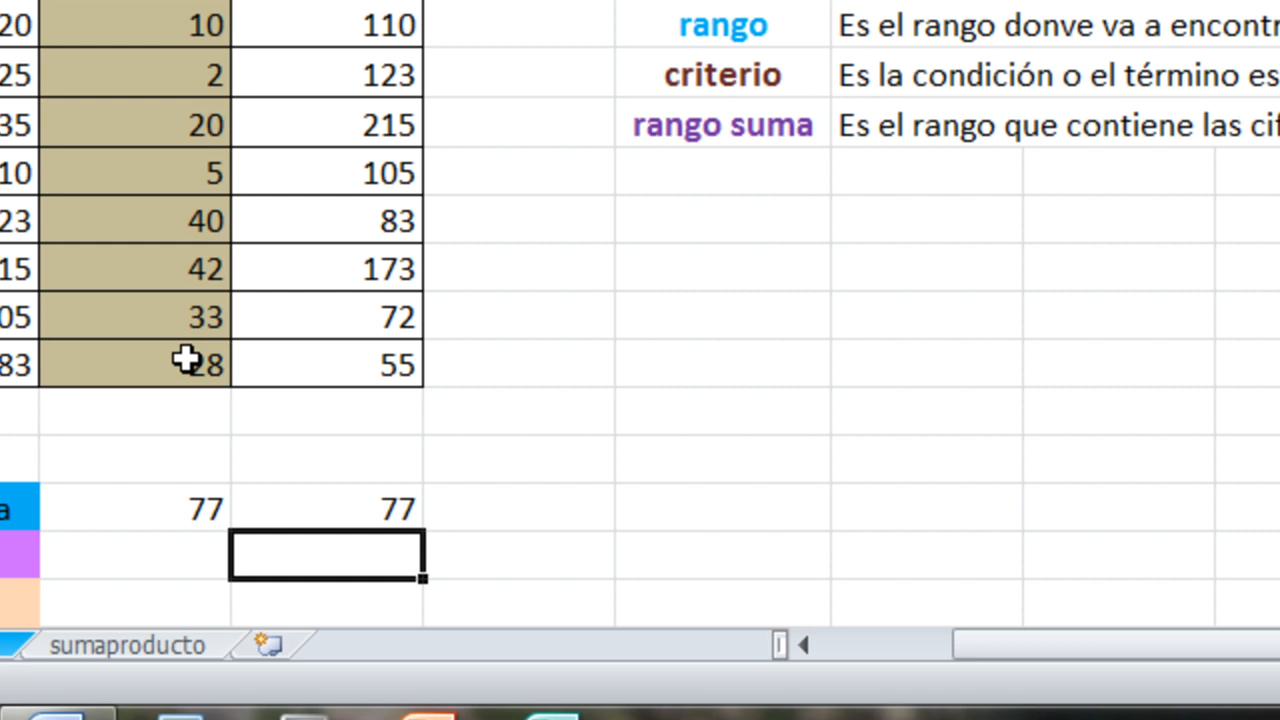 20 10 110 rango Es el rango donve va a encontr
25 2 123 criterio Es la condición o el término es
35 20 215 rango suma Es el rango que contiene las cif
10 5 105
23 40 83
15 42 173
05 33 72
83 28 55
a 77 77
sumaproducto